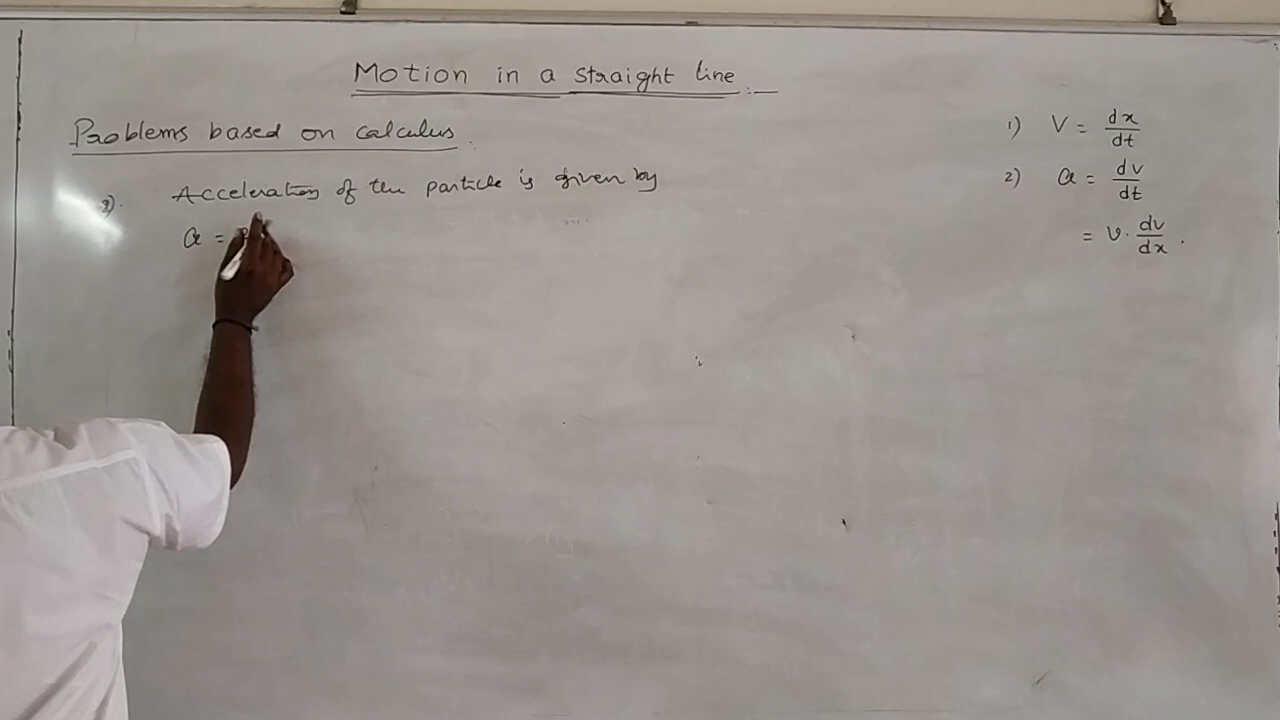 Motion in a straight line :—
Problems based on calculus.
Acceleration of the particle is given by
a =
1) V = dx/dt
2) a = dv/dt
= v · dv/dx .